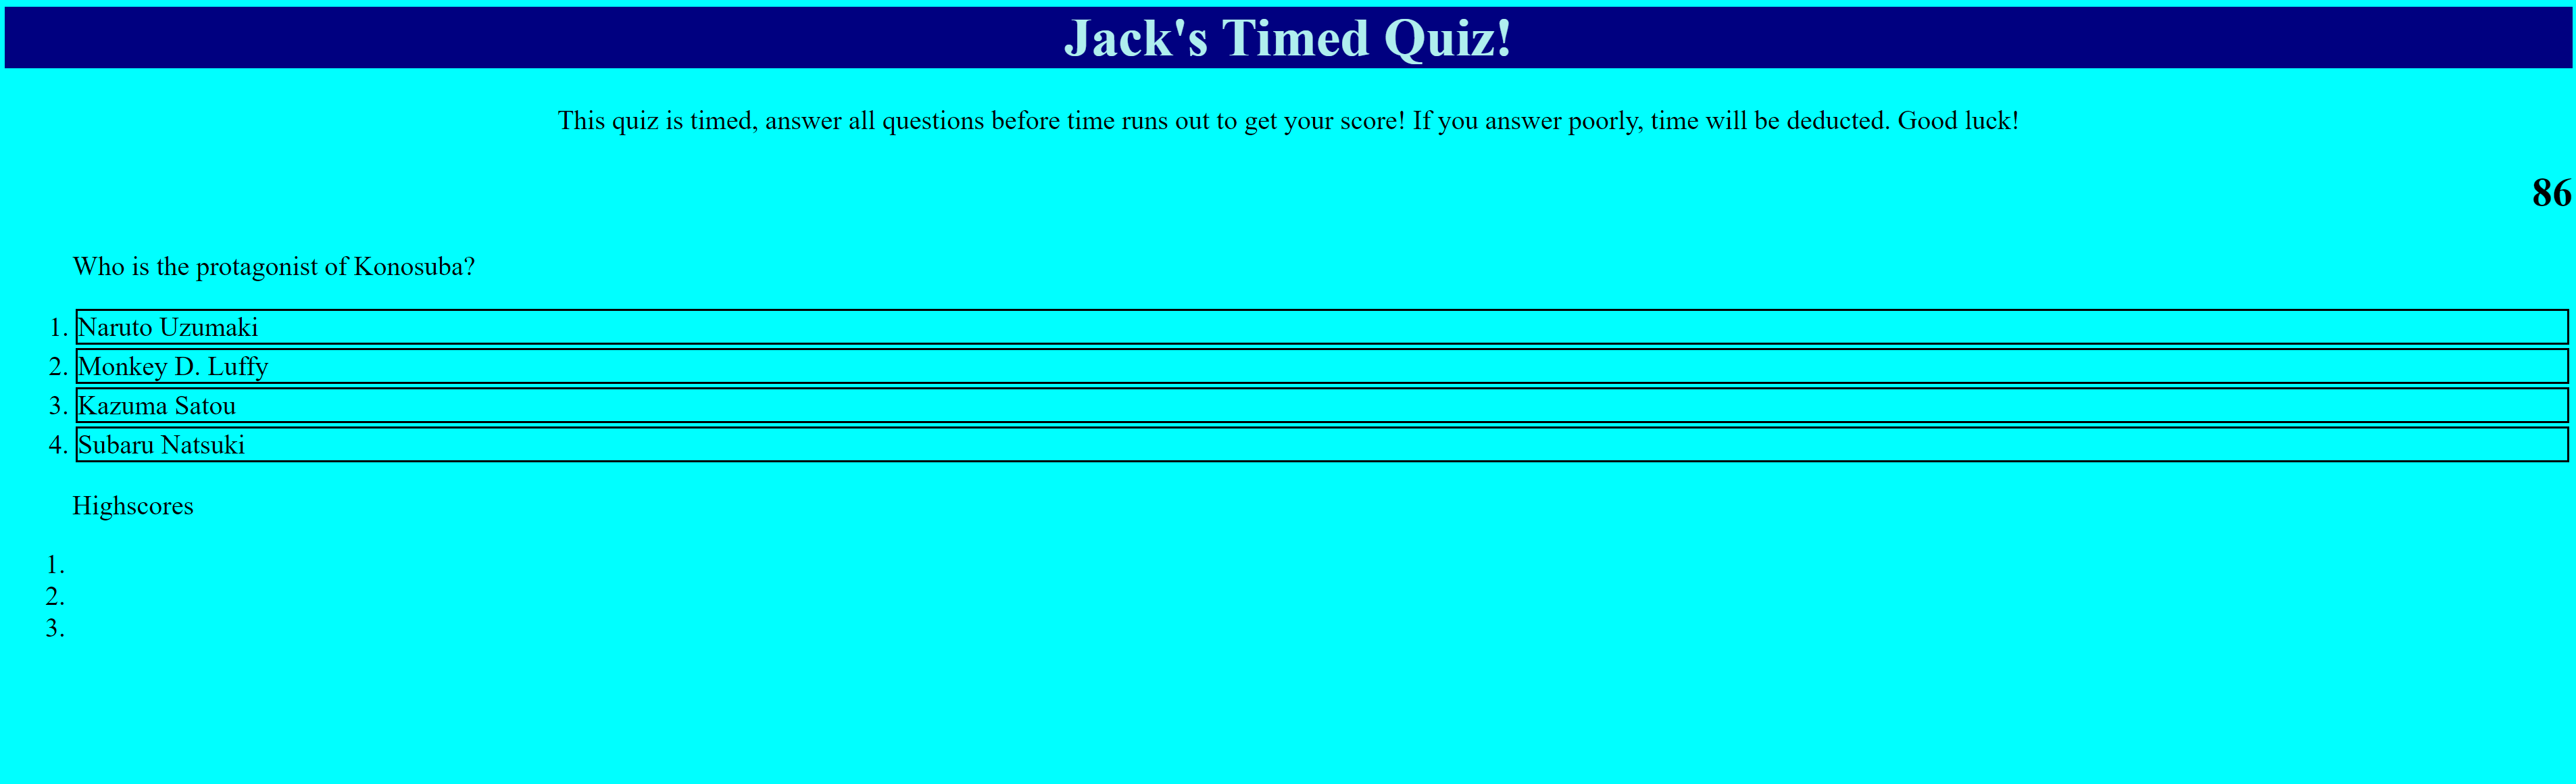 Jack's Timed Quiz!
This quiz is timed, answer all questions before time runs out to get your score! If you answer poorly, time will be deducted. Good luck!
86
Who is the protagonist of Konosuba?
1. Naruto Uzumaki
2. Monkey D. Luffy
3. Kazuma Satou
4. Subaru Natsuki
Highscores
1.
2.
3.